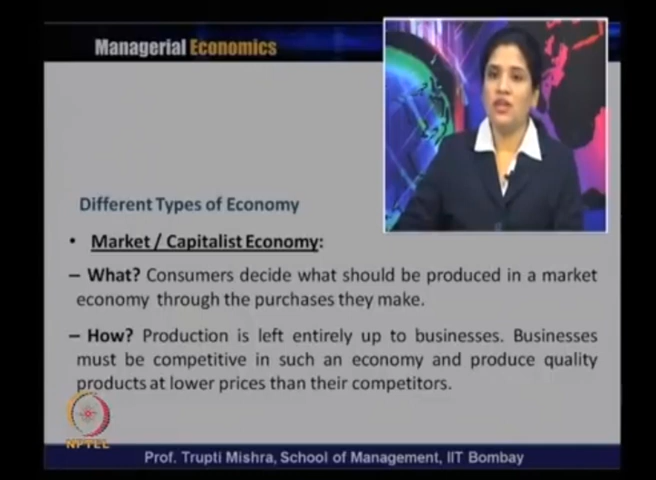 Managerial Economics
Different Types of Economy
• Market / Capitalist Economy:
– What? Consumers decide what should be produced in a market
economy through the purchases they make.
– How? Production is left entirely up to businesses. Businesses
must be competitive in such an economy and produce quality
products at lower prices than their competitors.
NPTEL
Prof. Trupti Mishra, School of Management, IIT Bombay